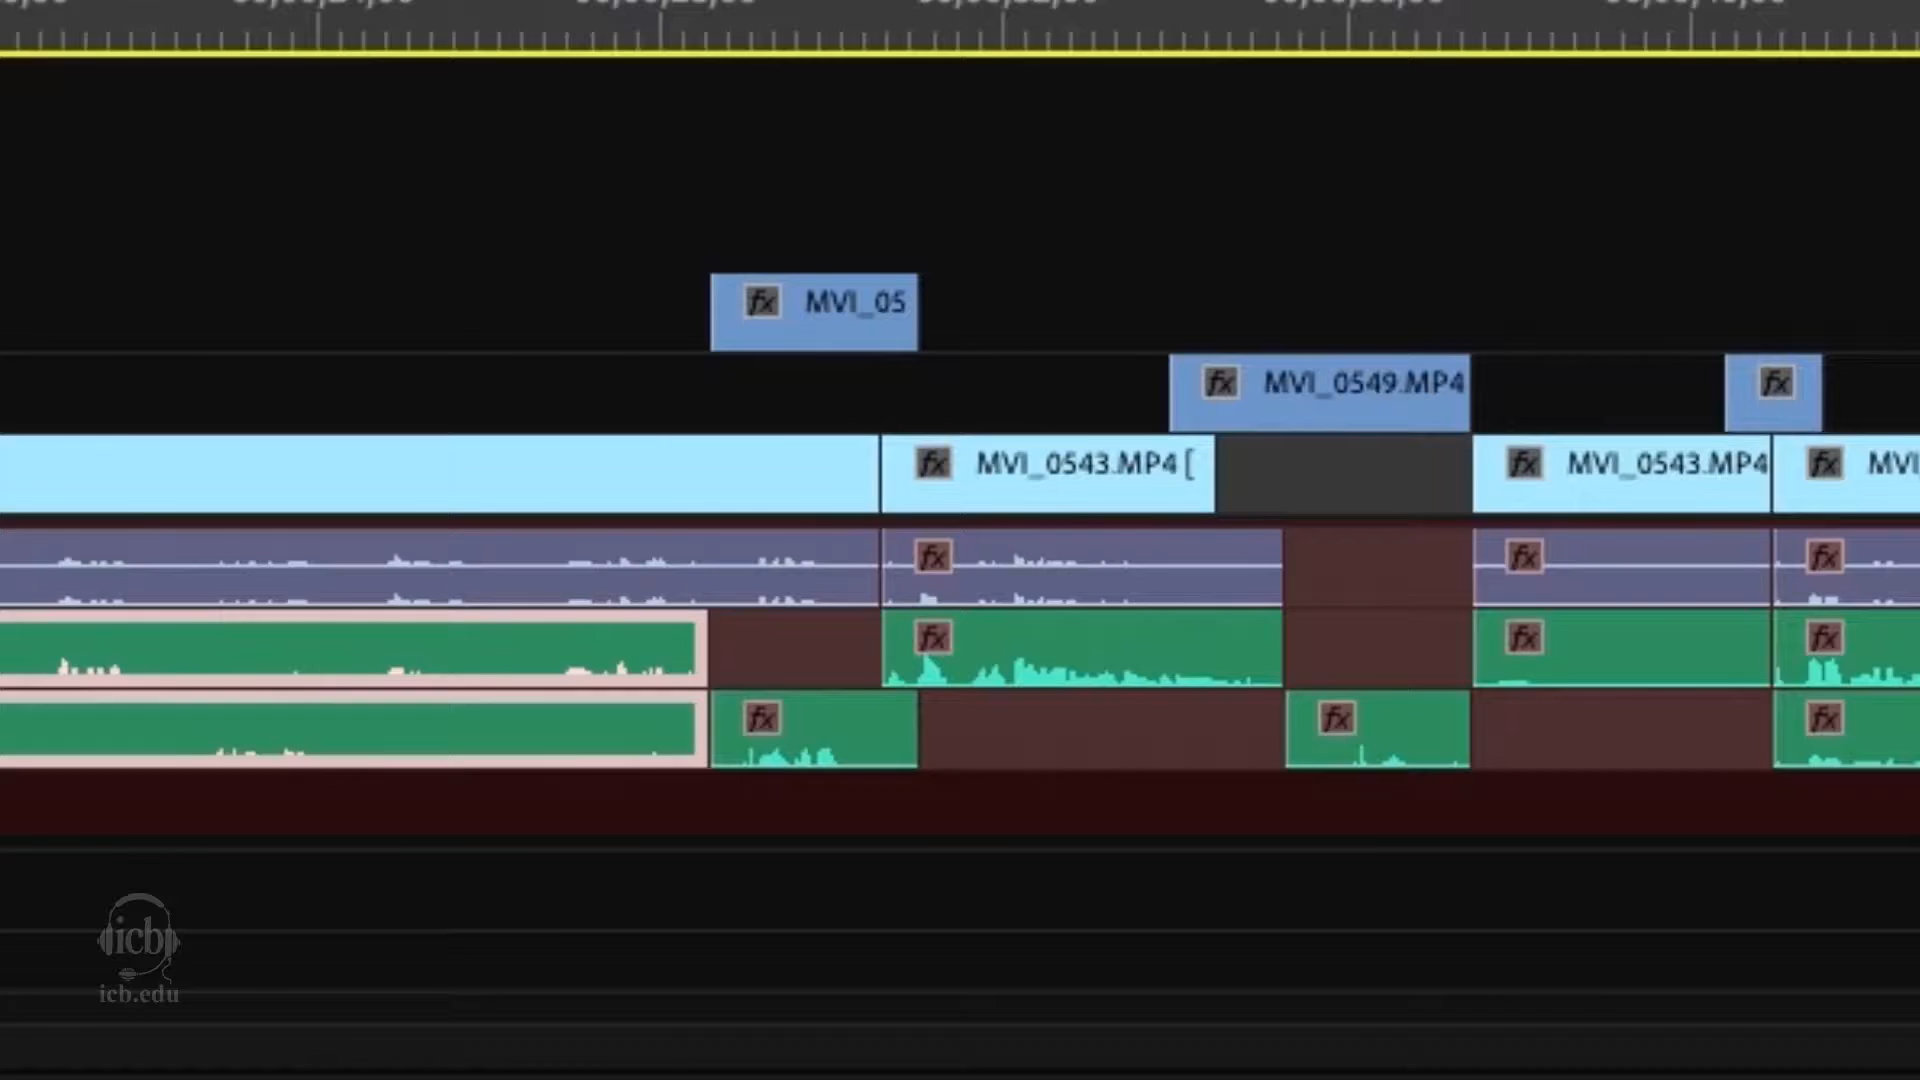 fx MVI_05
fx MVI_0549.MP4 fx
fx MVI_0543.MP4 [ fx MVI_0543.MP4 fx MVI
fx fx fx
fx fx fx
fx fx fx
icb
icb.edu